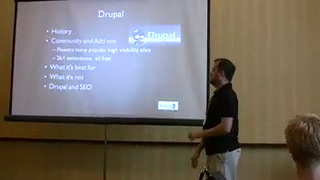 Drupal
• History
• Community and Add ons
– Powers many popular high visibility sites
– 2k+ extensions, all free
• What it's best for
• What it's not
• Drupal and SEO
Drupal